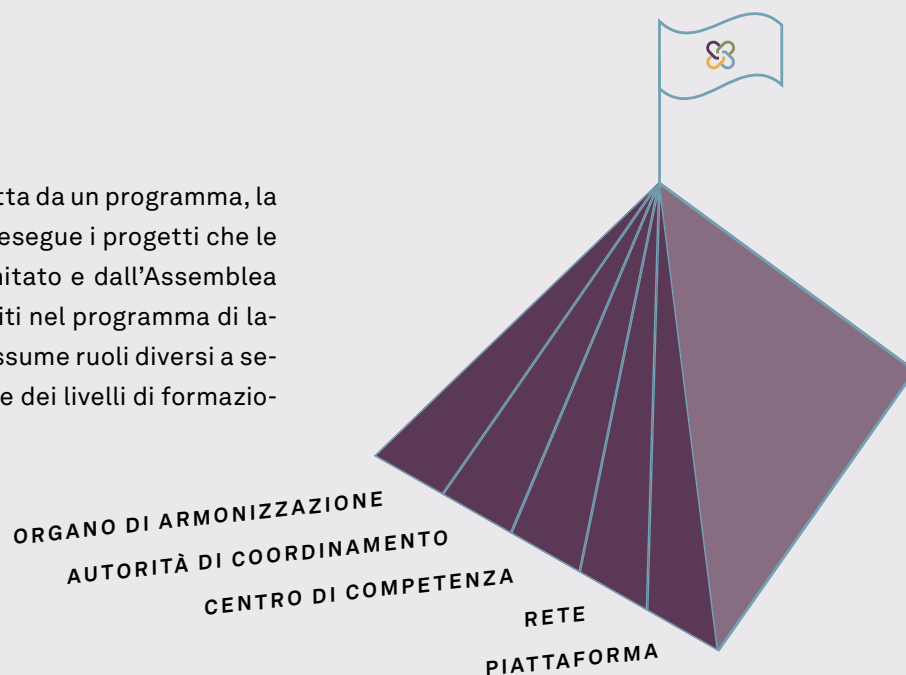 tta da un programma, la
esegue i progetti che le
nitato e dall’Assemblea
iti nel programma di la-
ssume ruoli diversi a se-
e dei livelli di formazio-
ORGANO DI ARMONIZZAZIONE
AUTORITÀ DI COORDINAMENTO
CENTRO DI COMPETENZA
RETE
PIATTAFORMA